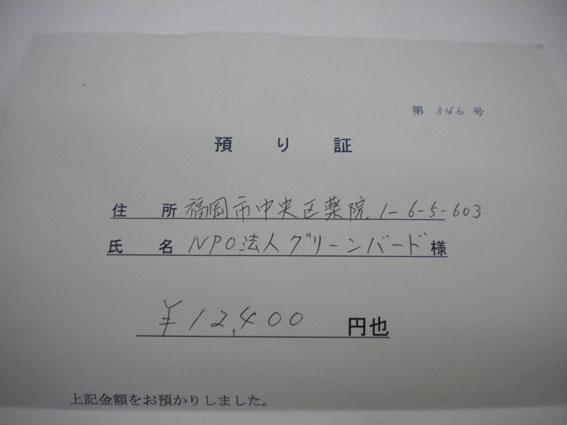 第 346 号
預り証
住所 福岡市中央区薬院1-6-5-603
氏名 NPO法人グリーンバード様
¥12,400 円也
上記金額をお預かりしました。